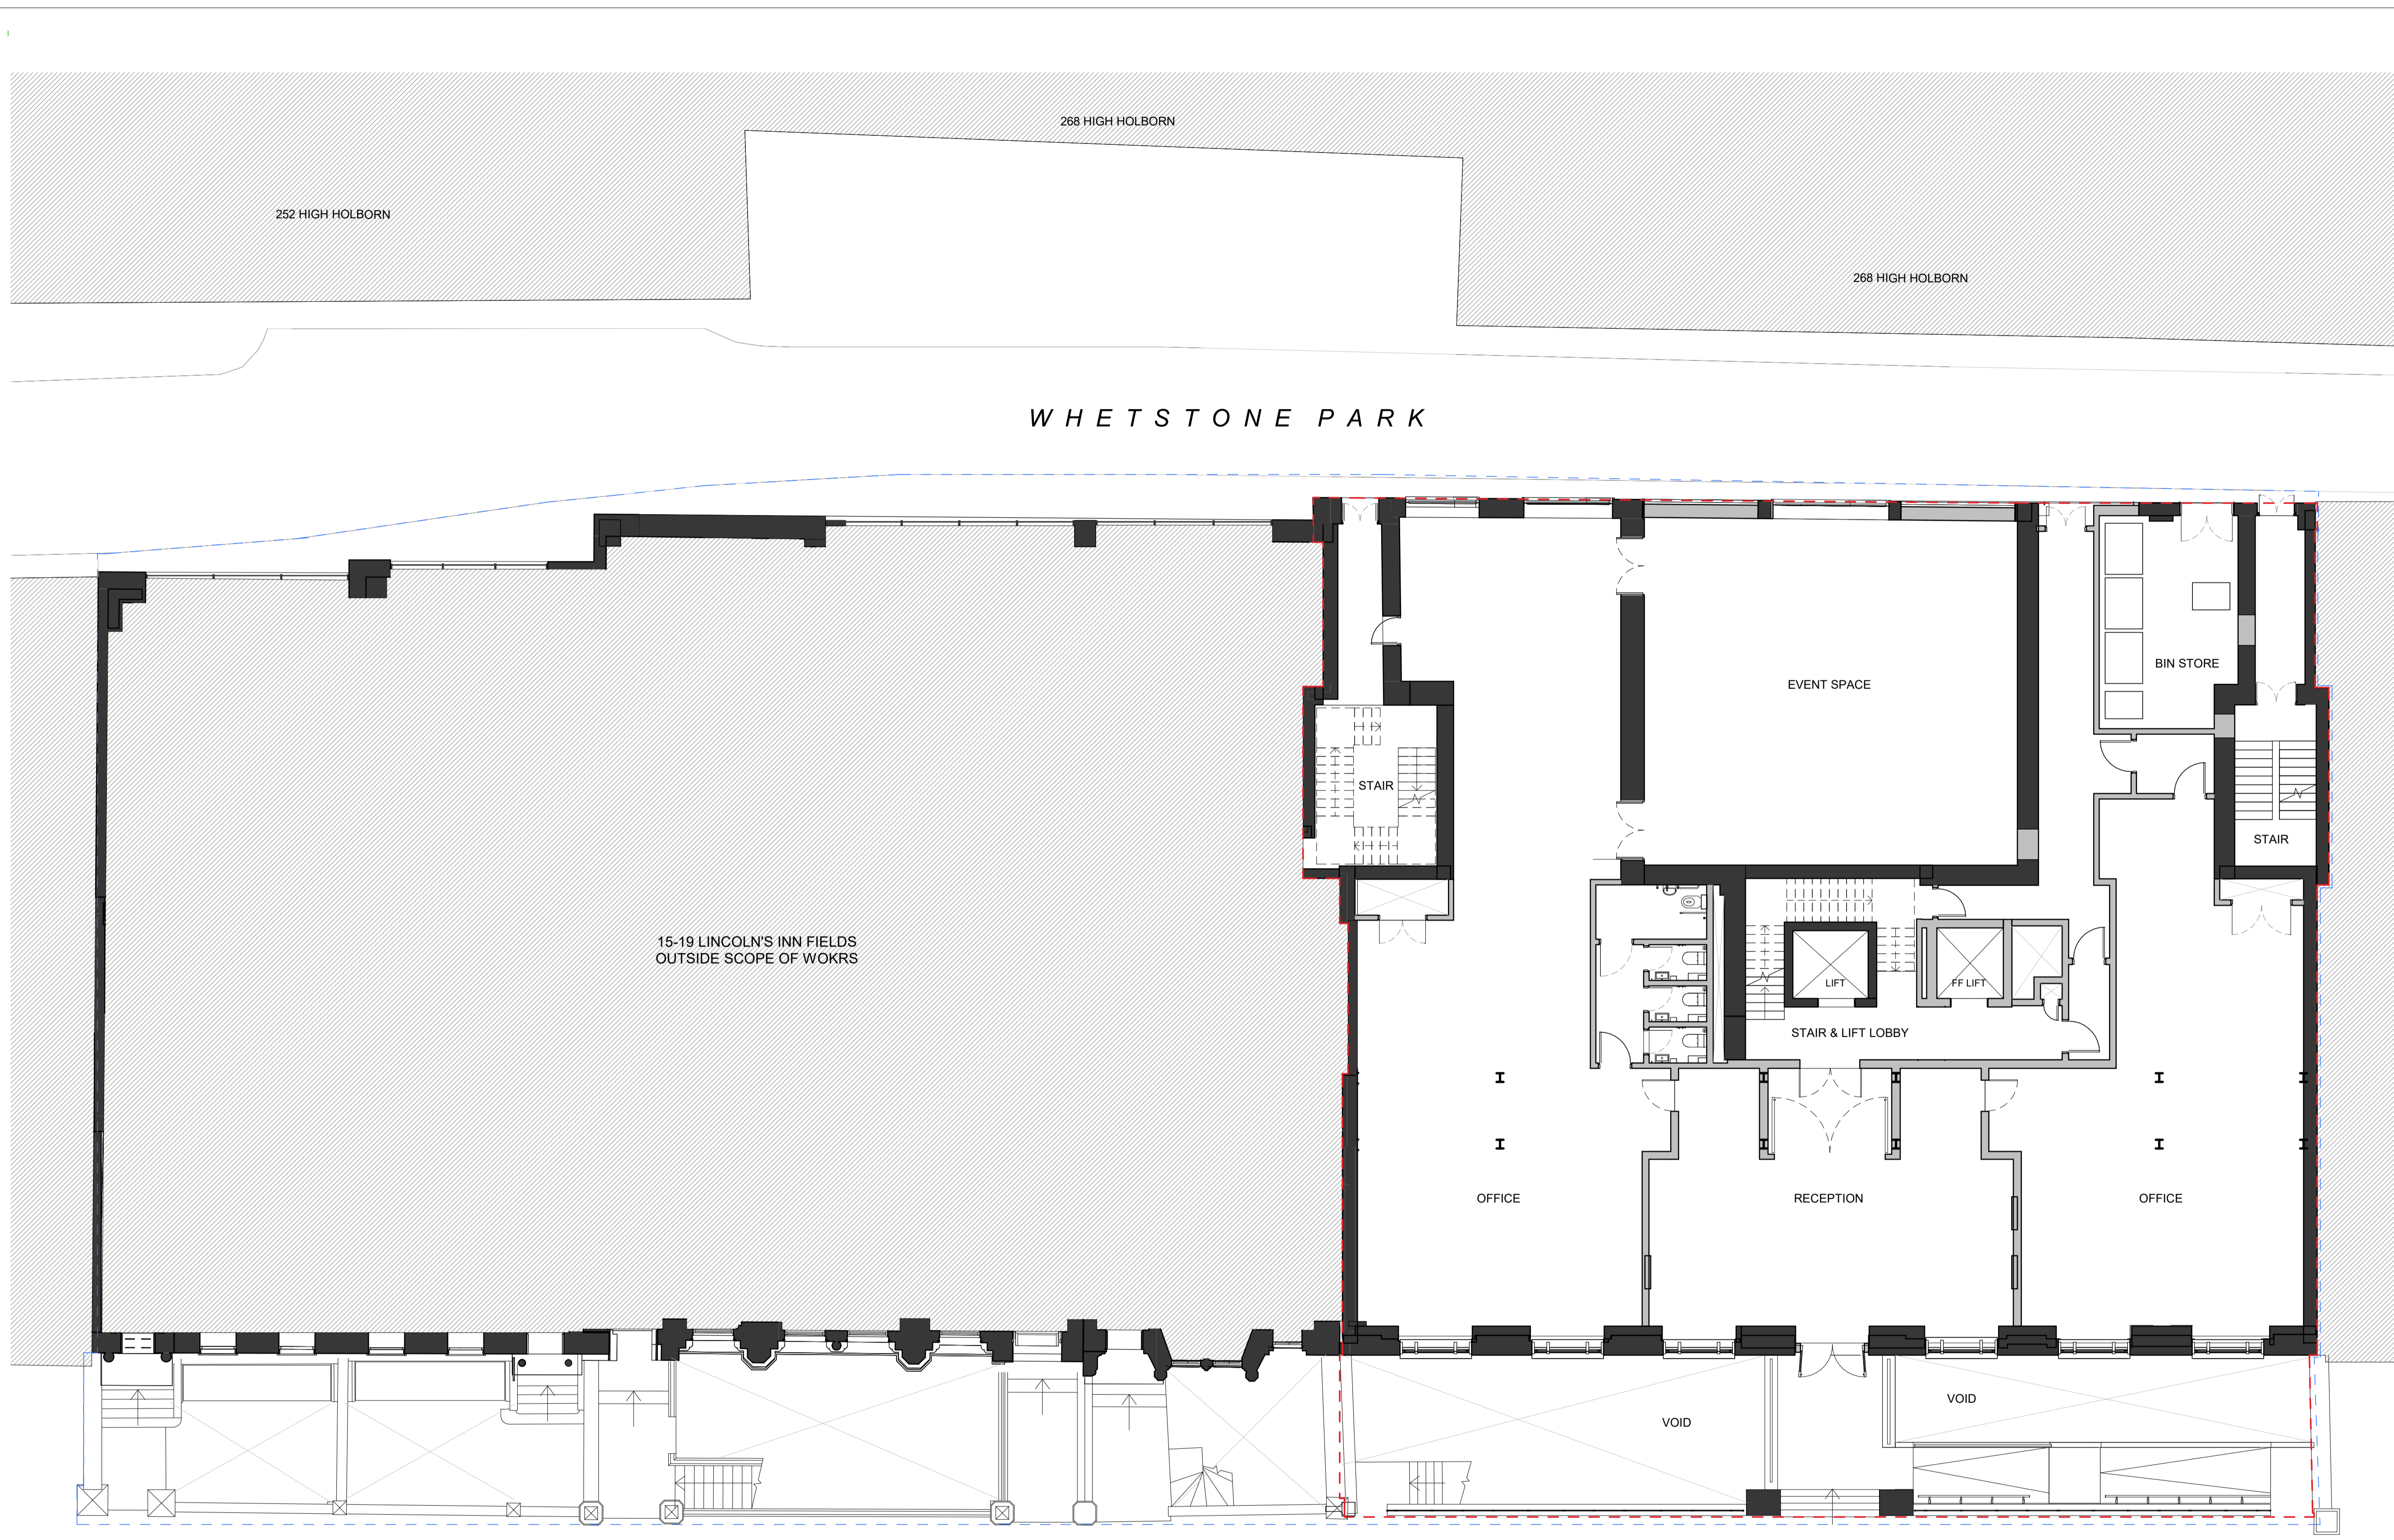 268 HIGH HOLBORN
252 HIGH HOLBORN
268 HIGH HOLBORN
WHETSTONE PARK
BIN STORE
EVENT SPACE
STAIR
STAIR
15-19 LINCOLN'S INN FIELDS
OUTSIDE SCOPE OF WOKRS
LIFT
FF LIFT
STAIR & LIFT LOBBY
OFFICE
RECEPTION
OFFICE
VOID
VOID